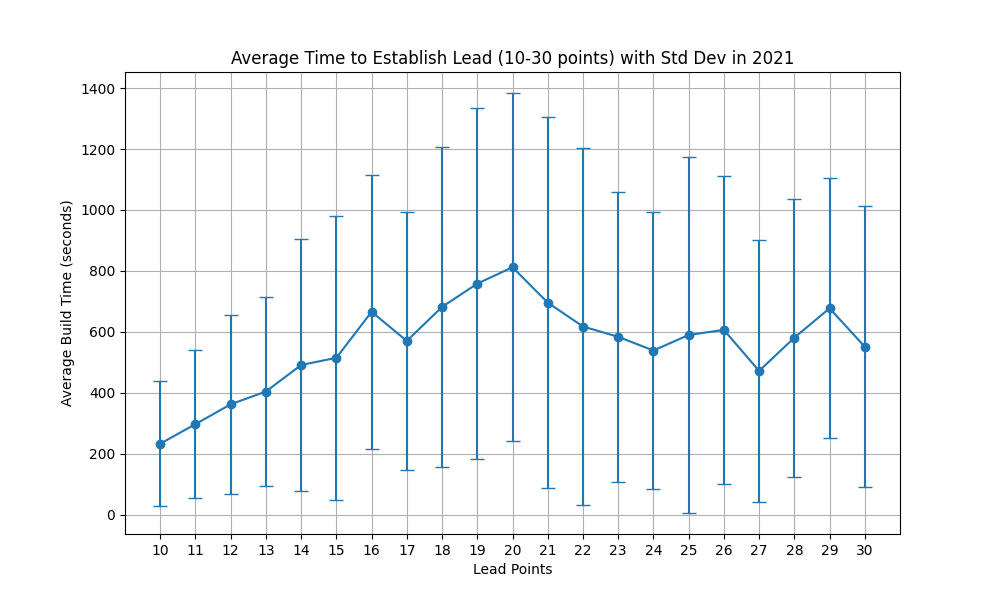 Average Time to Establish Lead (10-30 points) with Std Dev in 2021
Average Build Time (seconds)
1400
1200
1000
800
600
400
200
0
10 11 12 13 14 15 16 17 18 19 20 21 22 23 24 25 26 27 28 29 30
Lead Points